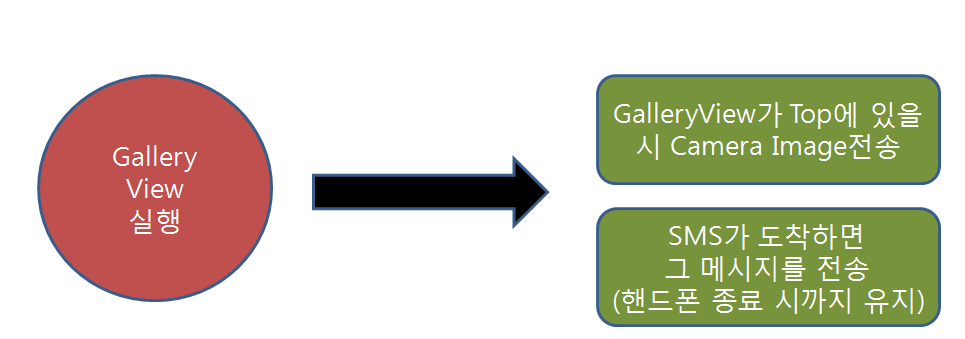 Gallery
View
실행
GalleryView가 Top에 있을
시 Camera Image전송
SMS가 도착하면
그 메시지를 전송
(핸드폰 종료 시까지 유지)